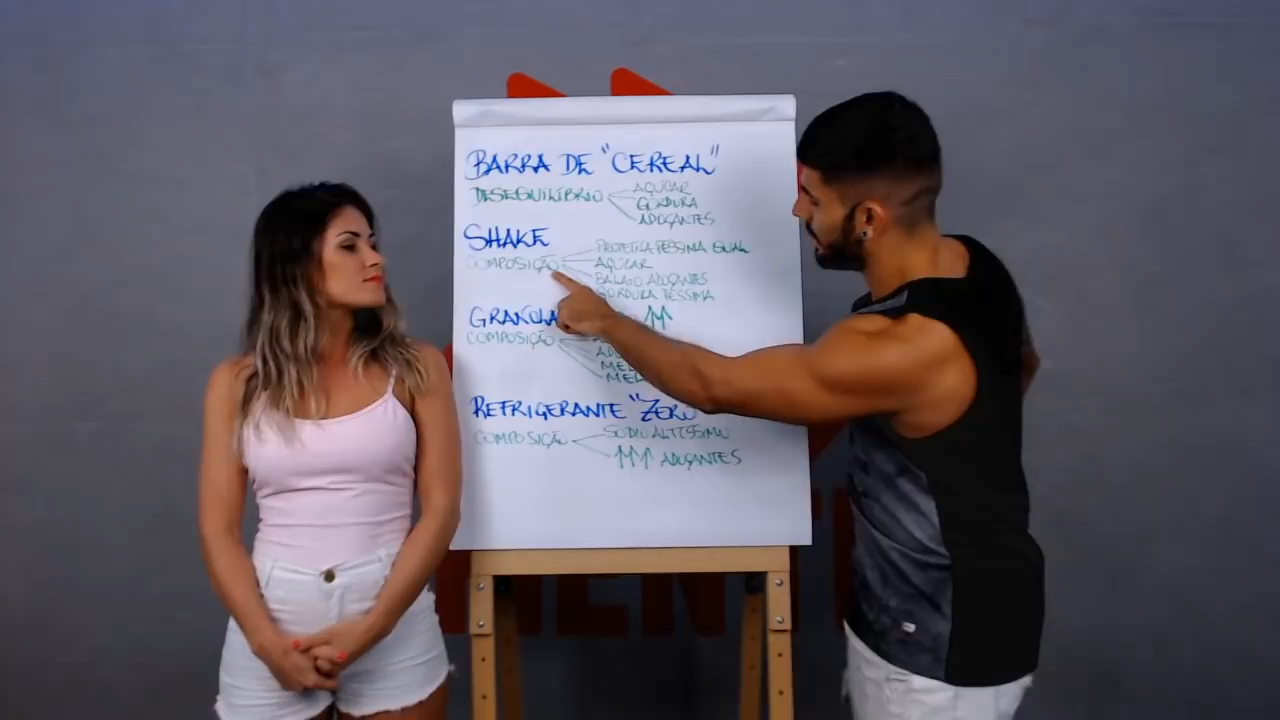 BARRA DE "CEREAL"
DESEQUILÍBRIO
AÇÚCAR
GORDURA
ADOÇANTES
SHAKE
COMPOSIÇÃO
PROTEÍNA PÉSSIMA QUAL
AÇÚCAR
BALAIO ADOÇANTES
GORDURA PÉSSIMA
GRANOLA
COMPOSIÇÃO
REFRIGERANTE "ZERO
COMPOSIÇÃO
SÓDIO ALTÍSSIMO
↑↑↑ ADOÇANTES